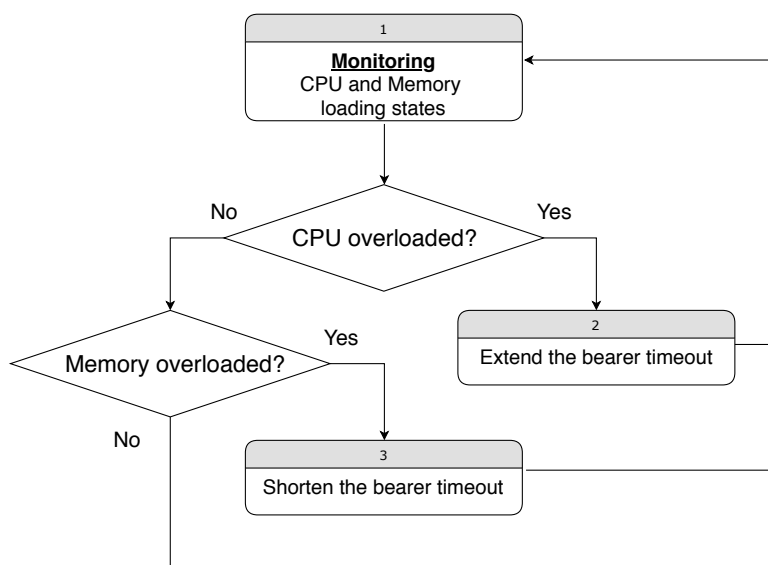 1
Monitoring
CPU and Memory
loading states
No
Yes
CPU overloaded?
2
Extend the bearer timeout
Yes
Memory overloaded?
No
3
Shorten the bearer timeout